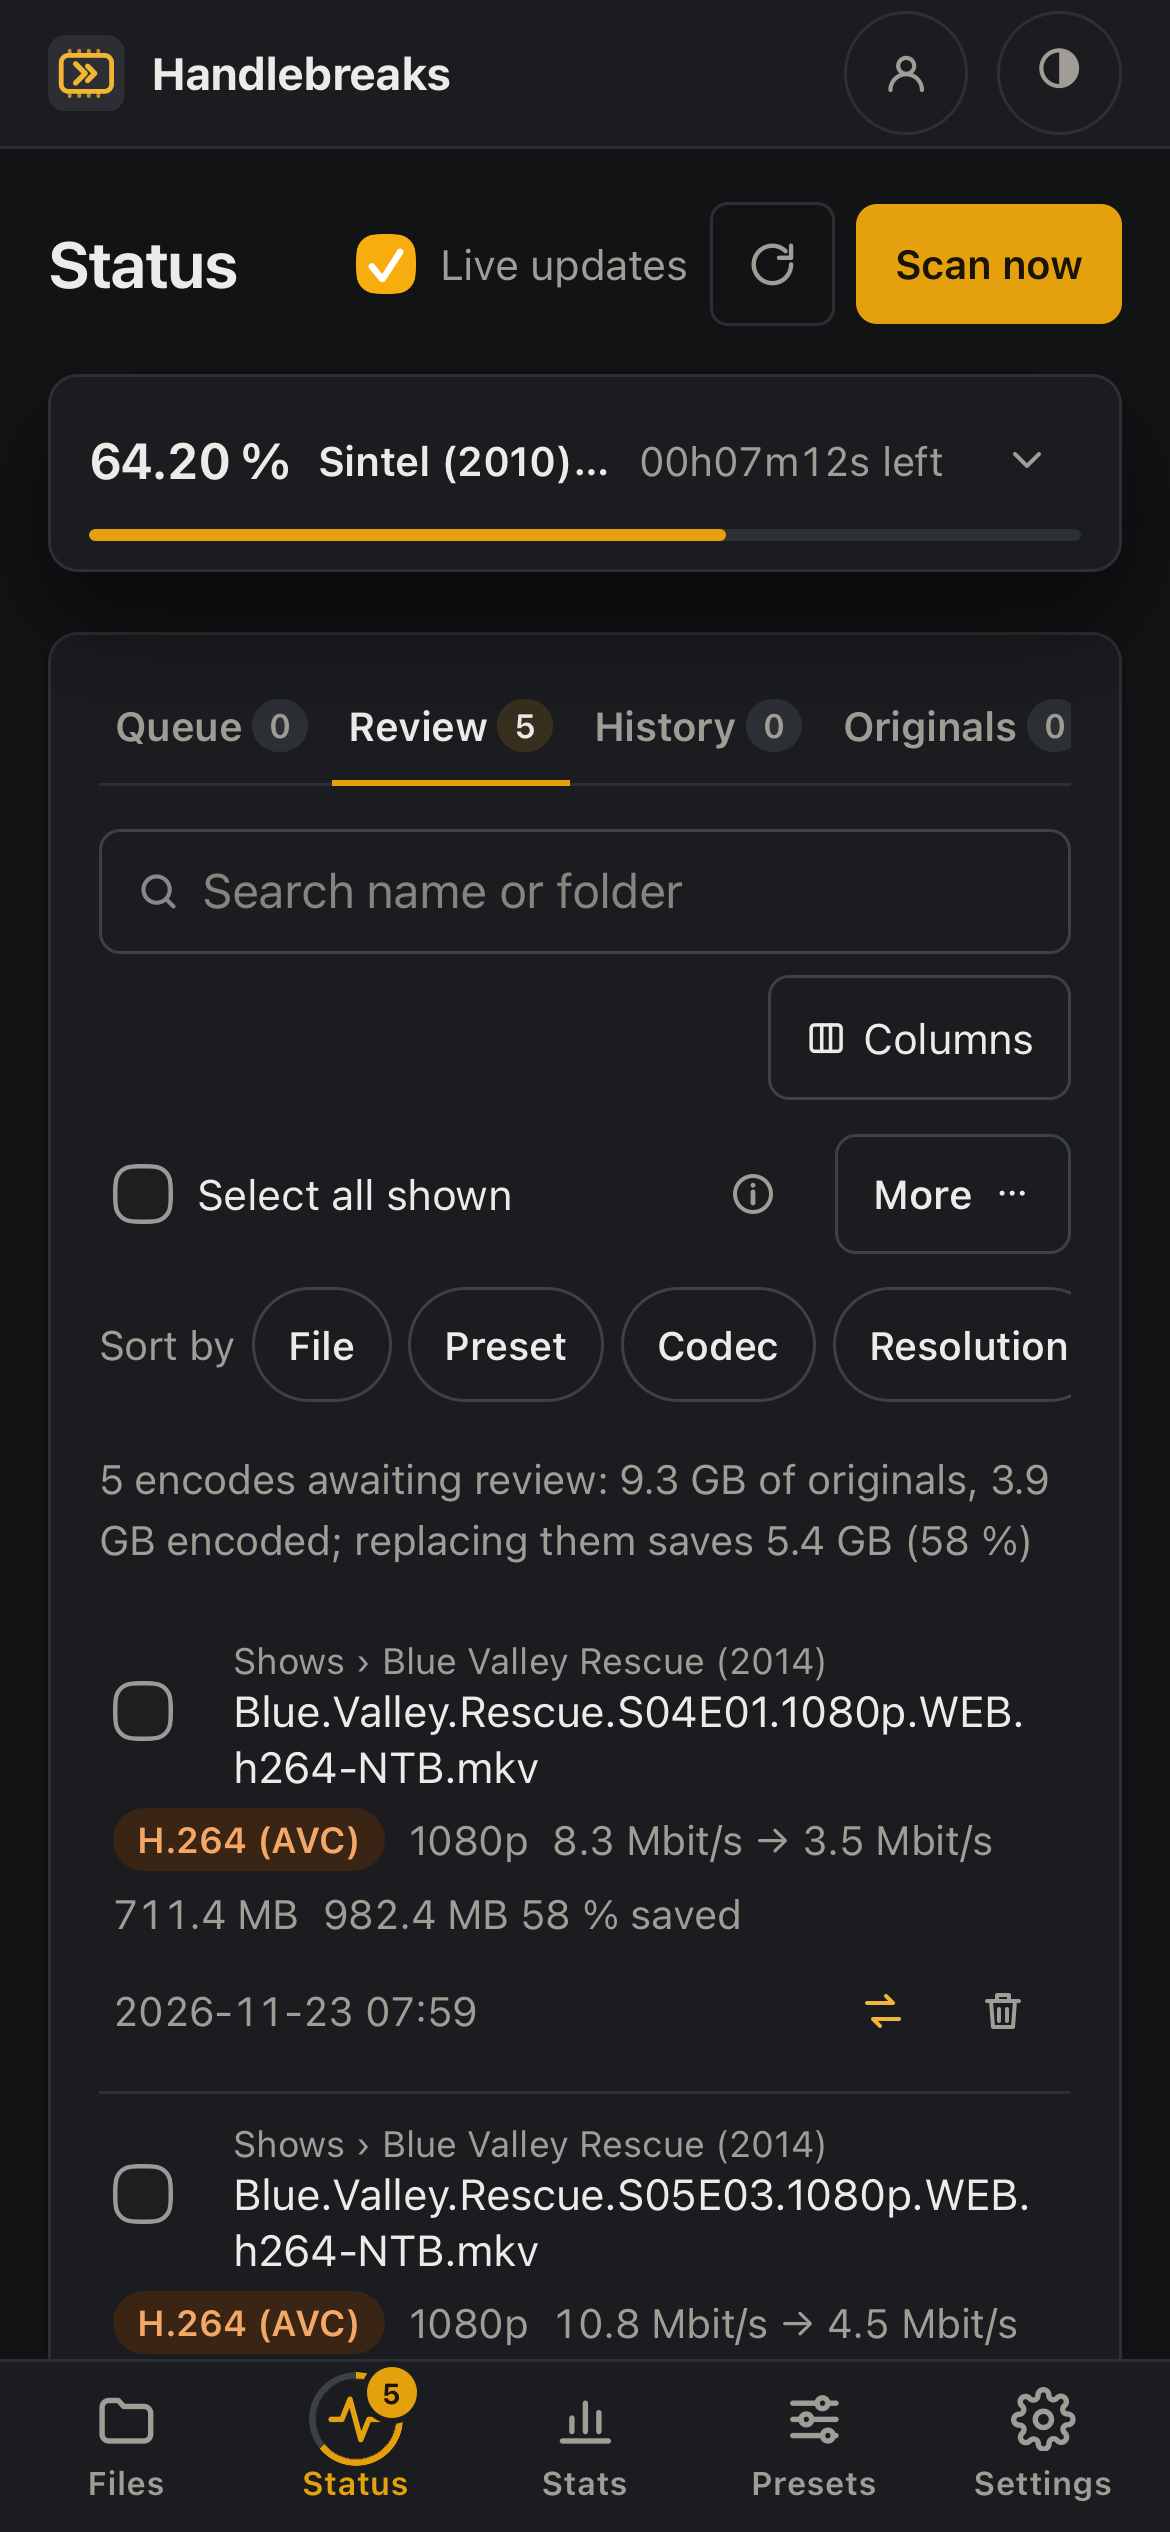 Handlebreaks
Status
Live updates
Scan now
64.20 % Sintel (2010)... 00h07m12s left
Queue 0 Review 5 History 0 Originals 0
Search name or folder
Columns
Select all shown
More ···
Sort by File Preset Codec Resolution
5 encodes awaiting review: 9.3 GB of originals, 3.9
GB encoded; replacing them saves 5.4 GB (58 %)
Shows › Blue Valley Rescue (2014)
Blue.Valley.Rescue.S04E01.1080p.WEB.
h264-NTB.mkv
H.264 (AVC) 1080p 8.3 Mbit/s → 3.5 Mbit/s
711.4 MB 982.4 MB 58 % saved
2026-11-23 07:59
Shows › Blue Valley Rescue (2014)
Blue.Valley.Rescue.S05E03.1080p.WEB.
h264-NTB.mkv
H.264 (AVC) 1080p 10.8 Mbit/s → 4.5 Mbit/s
5
Files Status Stats Presets Settings